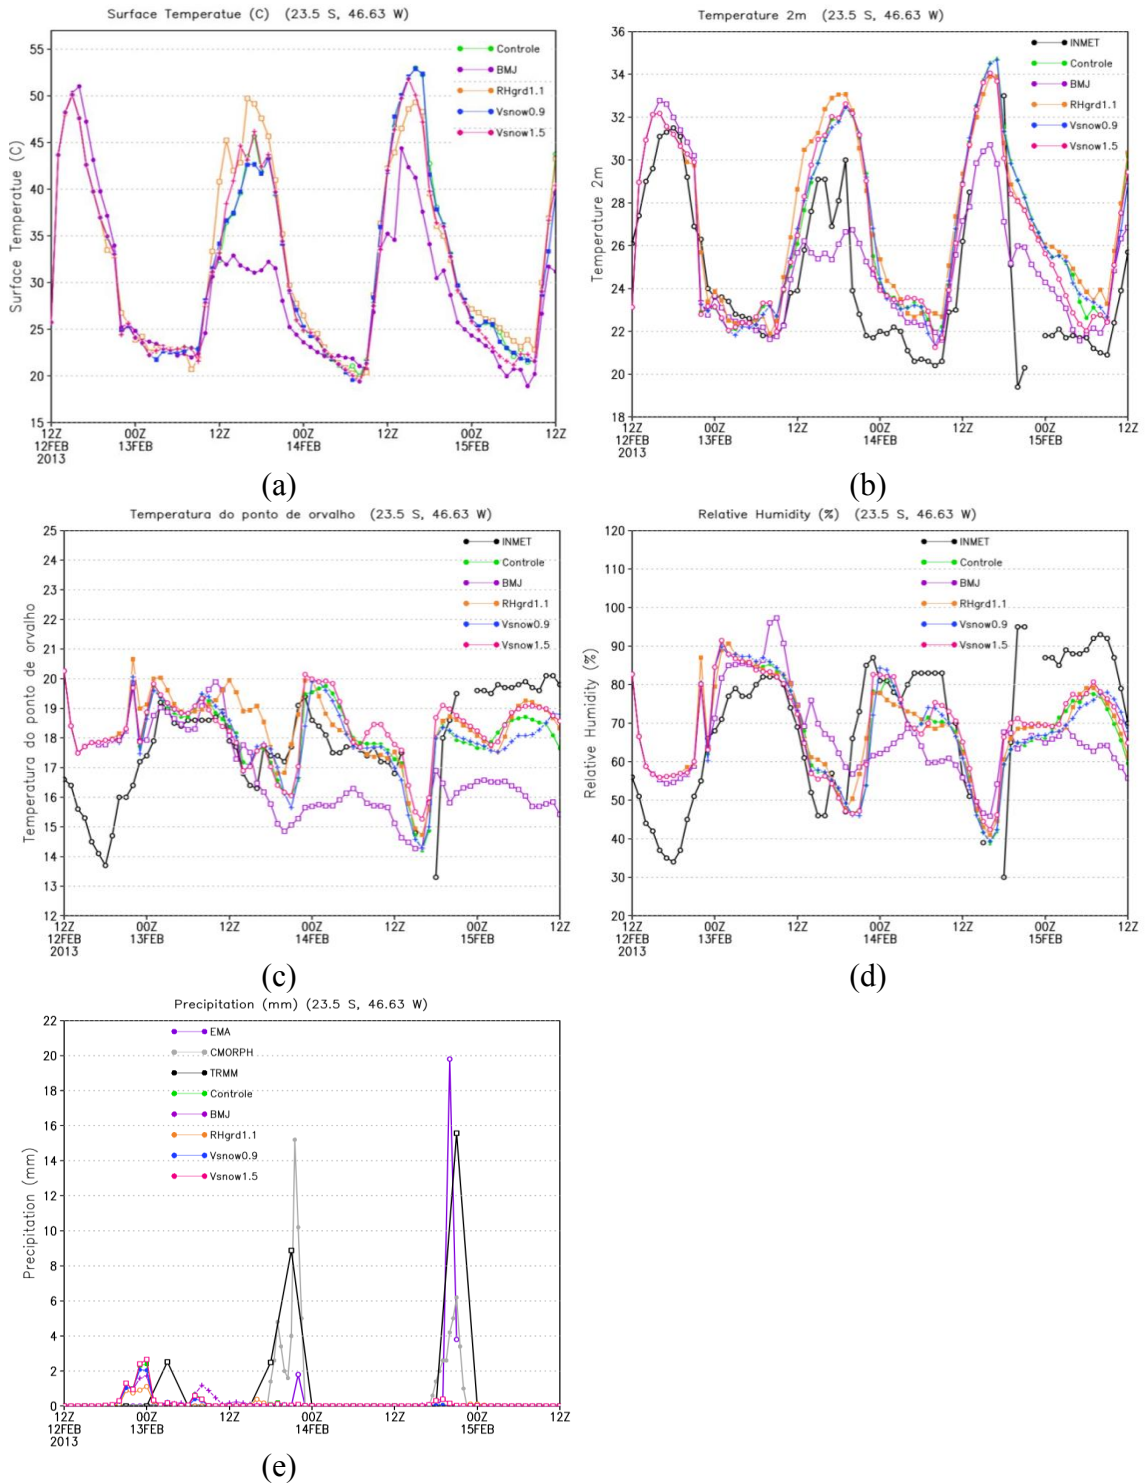 Surface Temperatue (C) (23.5 S, 46.63 W)
Surface Temperatue (C)
55
50
45
40
35
30
25
20
15
Controle
BMJ
RHgrd1.1
Vsnow0.9
Vsnow1.5
12Z 00Z 12Z 00Z 12Z 00Z 12Z
12FEB 13FEB 14FEB 15FEB
2013
(a)
Temperature 2m (23.5 S, 46.63 W)
Temperature 2m
36
34
32
30
28
26
24
22
20
18
INMET
Controle
BMJ
RHgrd1.1
Vsnow0.9
Vsnow1.5
12Z 00Z 12Z 00Z 12Z 00Z 12Z
12FEB 13FEB 14FEB 15FEB
2013
(b)
Temperatura do ponto de orvalho (23.5 S, 46.63 W)
Temperatura do ponto de orvalho
25
24
23
22
21
20
19
18
17
16
15
14
13
12
INMET
Controle
BMJ
RHgrd1.1
Vsnow0.9
Vsnow1.5
12Z 00Z 12Z 00Z 12Z 00Z 12Z
12FEB 13FEB 14FEB 15FEB
2013
(c)
Relative Humidity (%) (23.5 S, 46.63 W)
Relative Humidity (%)
120
110
100
90
80
70
60
50
40
30
20
INMET
Controle
BMJ
RHgrd1.1
Vsnow0.9
Vsnow1.5
12Z 00Z 12Z 00Z 12Z 00Z 12Z
12FEB 13FEB 14FEB 15FEB
2013
(d)
Precipitation (mm) (23.5 S, 46.63 W)
Precipitation (mm)
22
20
18
16
14
12
10
8
6
4
2
0
EMA
CMORPH
TRMM
Controle
BMJ
RHgrd1.1
Vsnow0.9
Vsnow1.5
12Z 00Z 12Z 00Z 12Z 00Z 12Z
12FEB 13FEB 14FEB 15FEB
2013
(e)